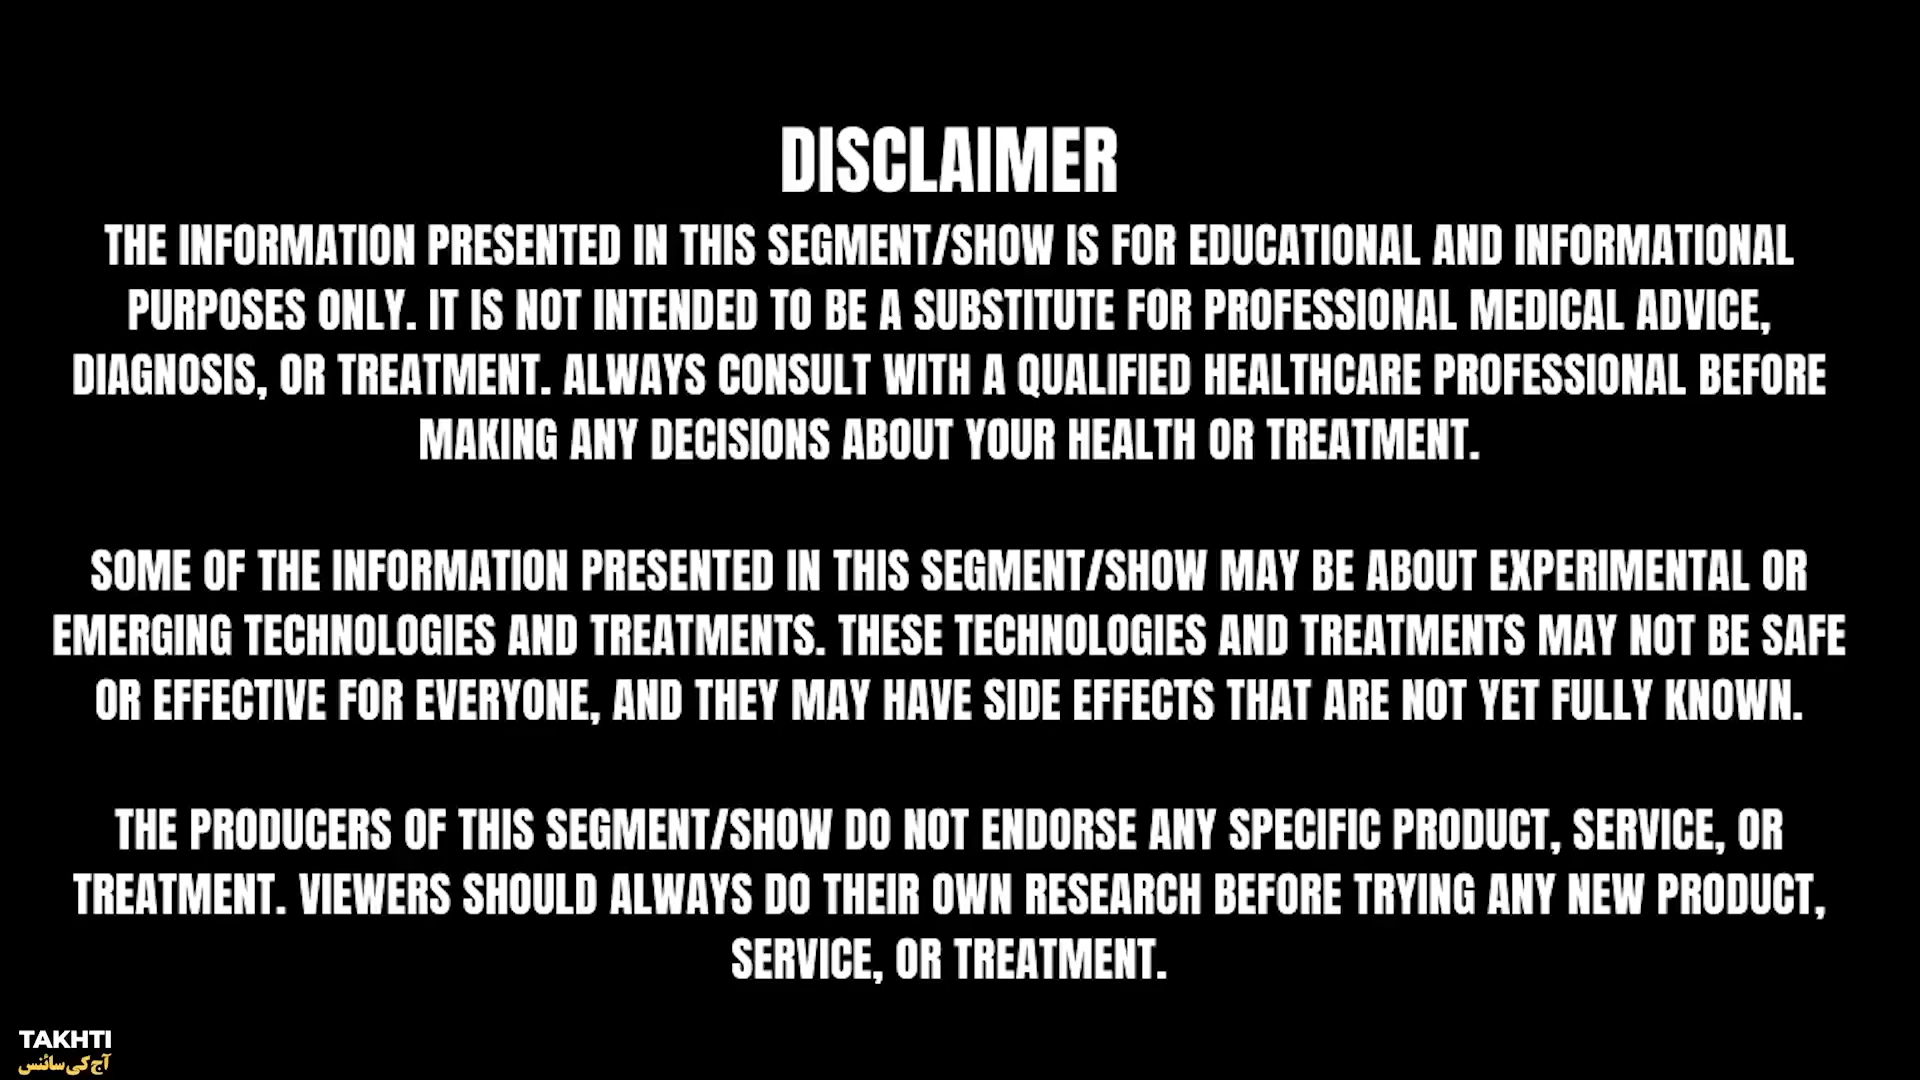 DISCLAIMER
THE INFORMATION PRESENTED IN THIS SEGMENT/SHOW IS FOR EDUCATIONAL AND INFORMATIONAL
PURPOSES ONLY. IT IS NOT INTENDED TO BE A SUBSTITUTE FOR PROFESSIONAL MEDICAL ADVICE,
DIAGNOSIS, OR TREATMENT. ALWAYS CONSULT WITH A QUALIFIED HEALTHCARE PROFESSIONAL BEFORE
MAKING ANY DECISIONS ABOUT YOUR HEALTH OR TREATMENT.
SOME OF THE INFORMATION PRESENTED IN THIS SEGMENT/SHOW MAY BE ABOUT EXPERIMENTAL OR
EMERGING TECHNOLOGIES AND TREATMENTS. THESE TECHNOLOGIES AND TREATMENTS MAY NOT BE SAFE
OR EFFECTIVE FOR EVERYONE, AND THEY MAY HAVE SIDE EFFECTS THAT ARE NOT YET FULLY KNOWN.
THE PRODUCERS OF THIS SEGMENT/SHOW DO NOT ENDORSE ANY SPECIFIC PRODUCT, SERVICE, OR
TREATMENT. VIEWERS SHOULD ALWAYS DO THEIR OWN RESEARCH BEFORE TRYING ANY NEW PRODUCT,
SERVICE, OR TREATMENT.
TAKHTI
آج کی سائنس